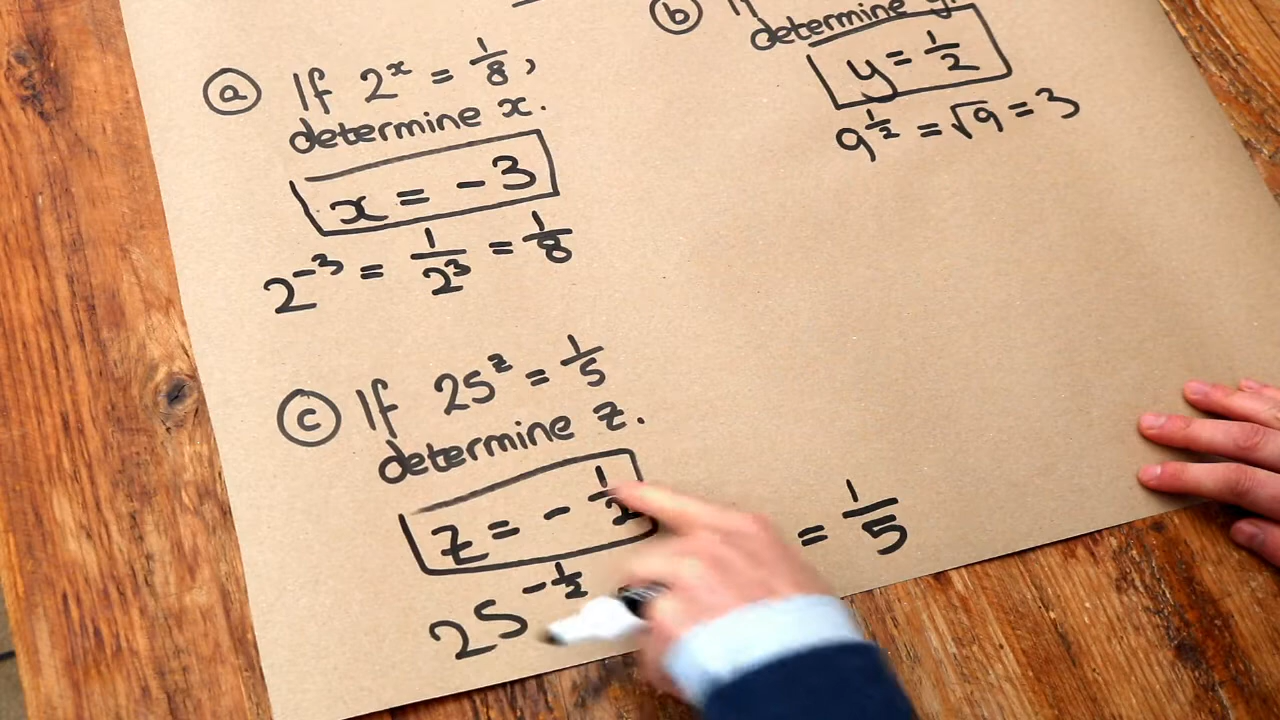 ⓐ If 2^x = 1/8,
determine x.
x = -3
2^-3 = 1/2^3 = 1/8
ⓑ If
determine y.
y = 1/2
9^1/2 = √9 = 3
ⓒ If 25^z = 1/5
determine z.
z = - 1/2
25^-1/2 = 1/5